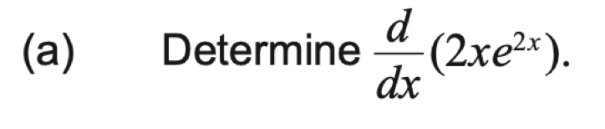 (a) Determine d/dx (2xe^{2x}).